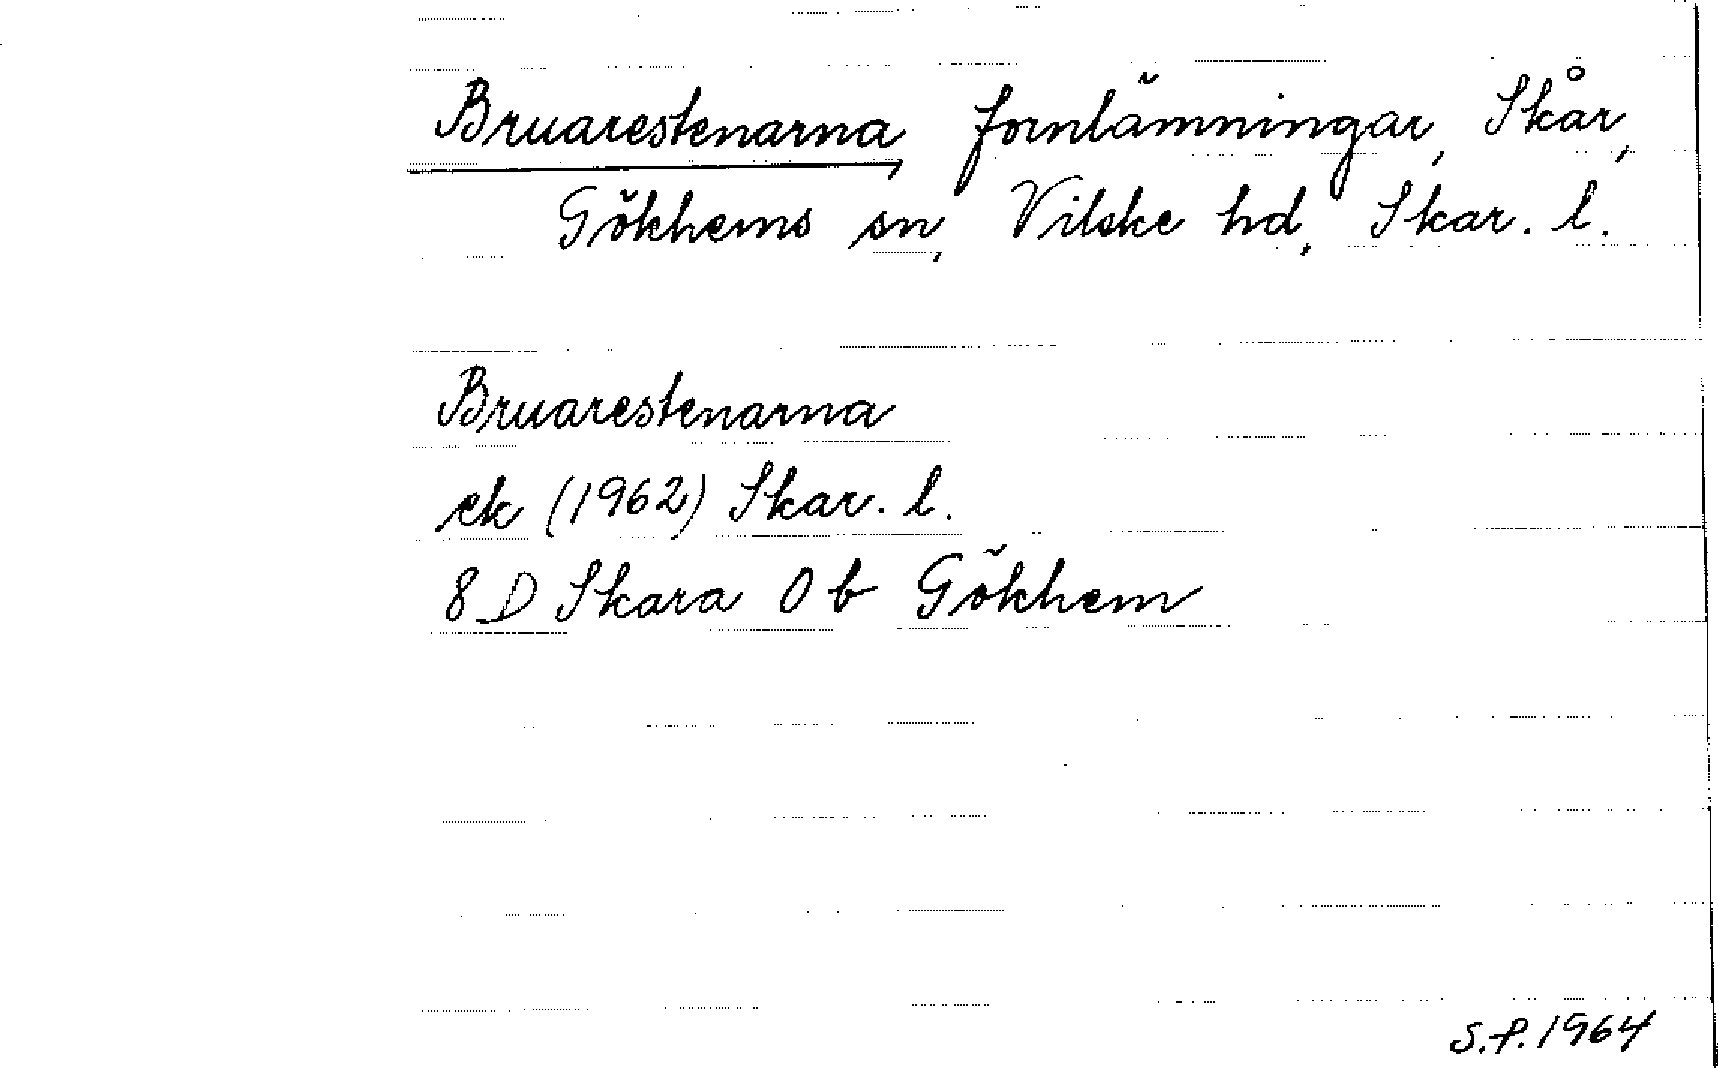 Bruarestenarna, fornlämningar, Skår,
Gökhems sn, Vilske hd, Skar. l.
Bruarestenarna
ek (1962) Skar. l.
8 D Skara 0 b Gökhem
S.P. 1964